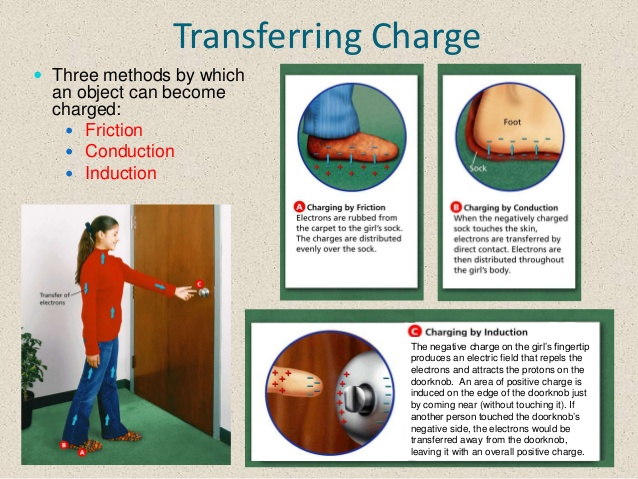 Transferring Charge
Three methods by which
an object can become
charged:
Friction
Conduction
Induction
A Charging by Friction
Electrons are rubbed from
the carpet to the girl's sock.
The charges are distributed
evenly over the sock.
Foot
Sock
B Charging by Conduction
When the negatively charged
sock touches the skin,
electrons are transferred by
direct contact. Electrons are
then distributed throughout
the girl's body.
Transfer of
electrons
C
B
A
C Charging by Induction
The negative charge on the girl's fingertip
produces an electric field that repels the
electrons and attracts the protons on the
doorknob. An area of positive charge is
induced on the edge of the doorknob just
by coming near (without touching it). If
another person touched the doorknob's
negative side, the electrons would be
transferred away from the doorknob,
leaving it with an overall positive charge.